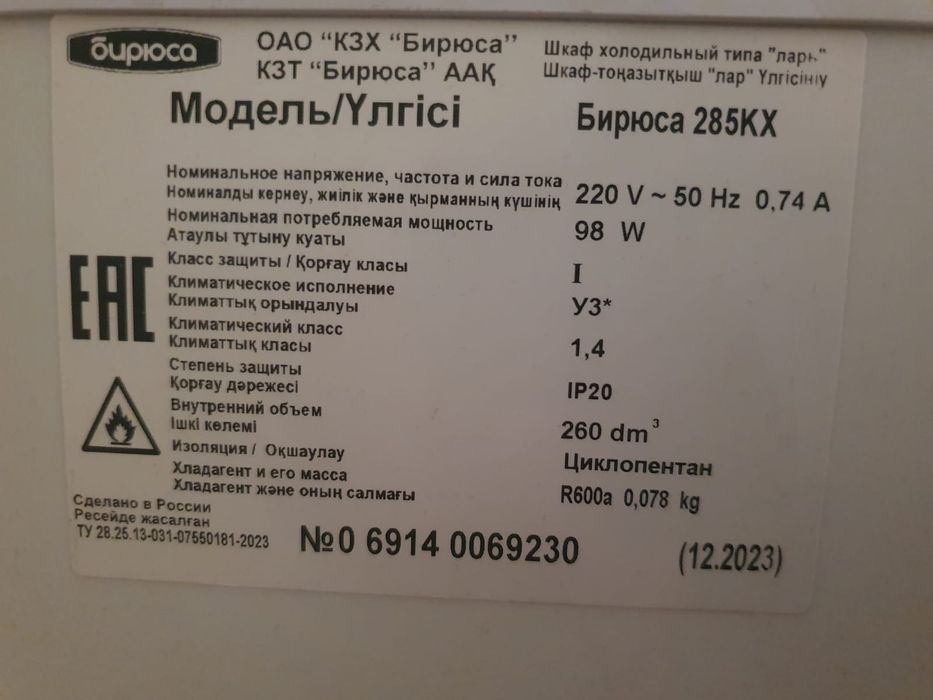 бирюса
ОАО "КЗХ "Бирюса"
КЗТ "Бирюса" ААҚ
Шкаф холодильный типа "ларь"
Шкаф-тоңазытқыш "лар" Үлгісініу
Модель/Үлгісі Бирюса 285КХ
Номинальное напряжение, частота и сила тока
Номиналды кернеу, жиілік және қырманның күшінің
220 V ~ 50 Hz 0,74 A
Номинальная потребляемая мощность
Атаулы тұтыну куаты
98 W
Класс защиты / Қорғау класы I
Климатическое исполнение
Климаттық орындалуы
У3*
Климатический класс
Климаттық класы
1,4
Степень защиты
Қорғау дәрежесі
IP20
Внутренний объем
Ішкі көлемі
260 dm³
Изоляция / Оқшаулау Циклопентан
Хладагент и его масса
Хладагент және оның салмағы
R600a 0,078 kg
ЕАС
Сделано в России
Ресейде жасалған
ТУ 28.25.13-031-07550181-2023
№0 6914 0069230 (12.2023)